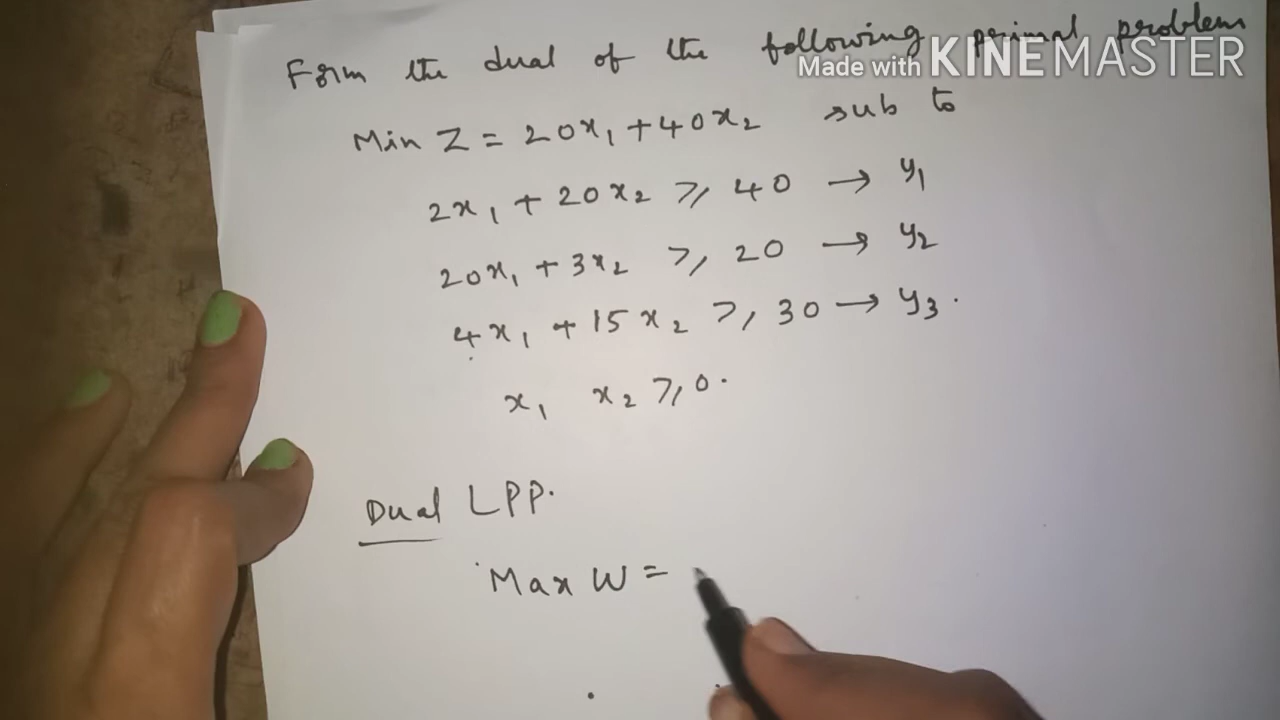 Form the dual of the following primal problem
Made with KINEMASTER
Min Z = 20x₁ + 40x₂ sub to
2x₁ + 20x₂ ≥ 40 → y₁
20x₁ + 3x₂ ≥ 20 → y₂
4x₁ + 15x₂ ≥ 30 → y₃.
x₁ x₂ ≥ 0.
Dual LPP.
Max W =